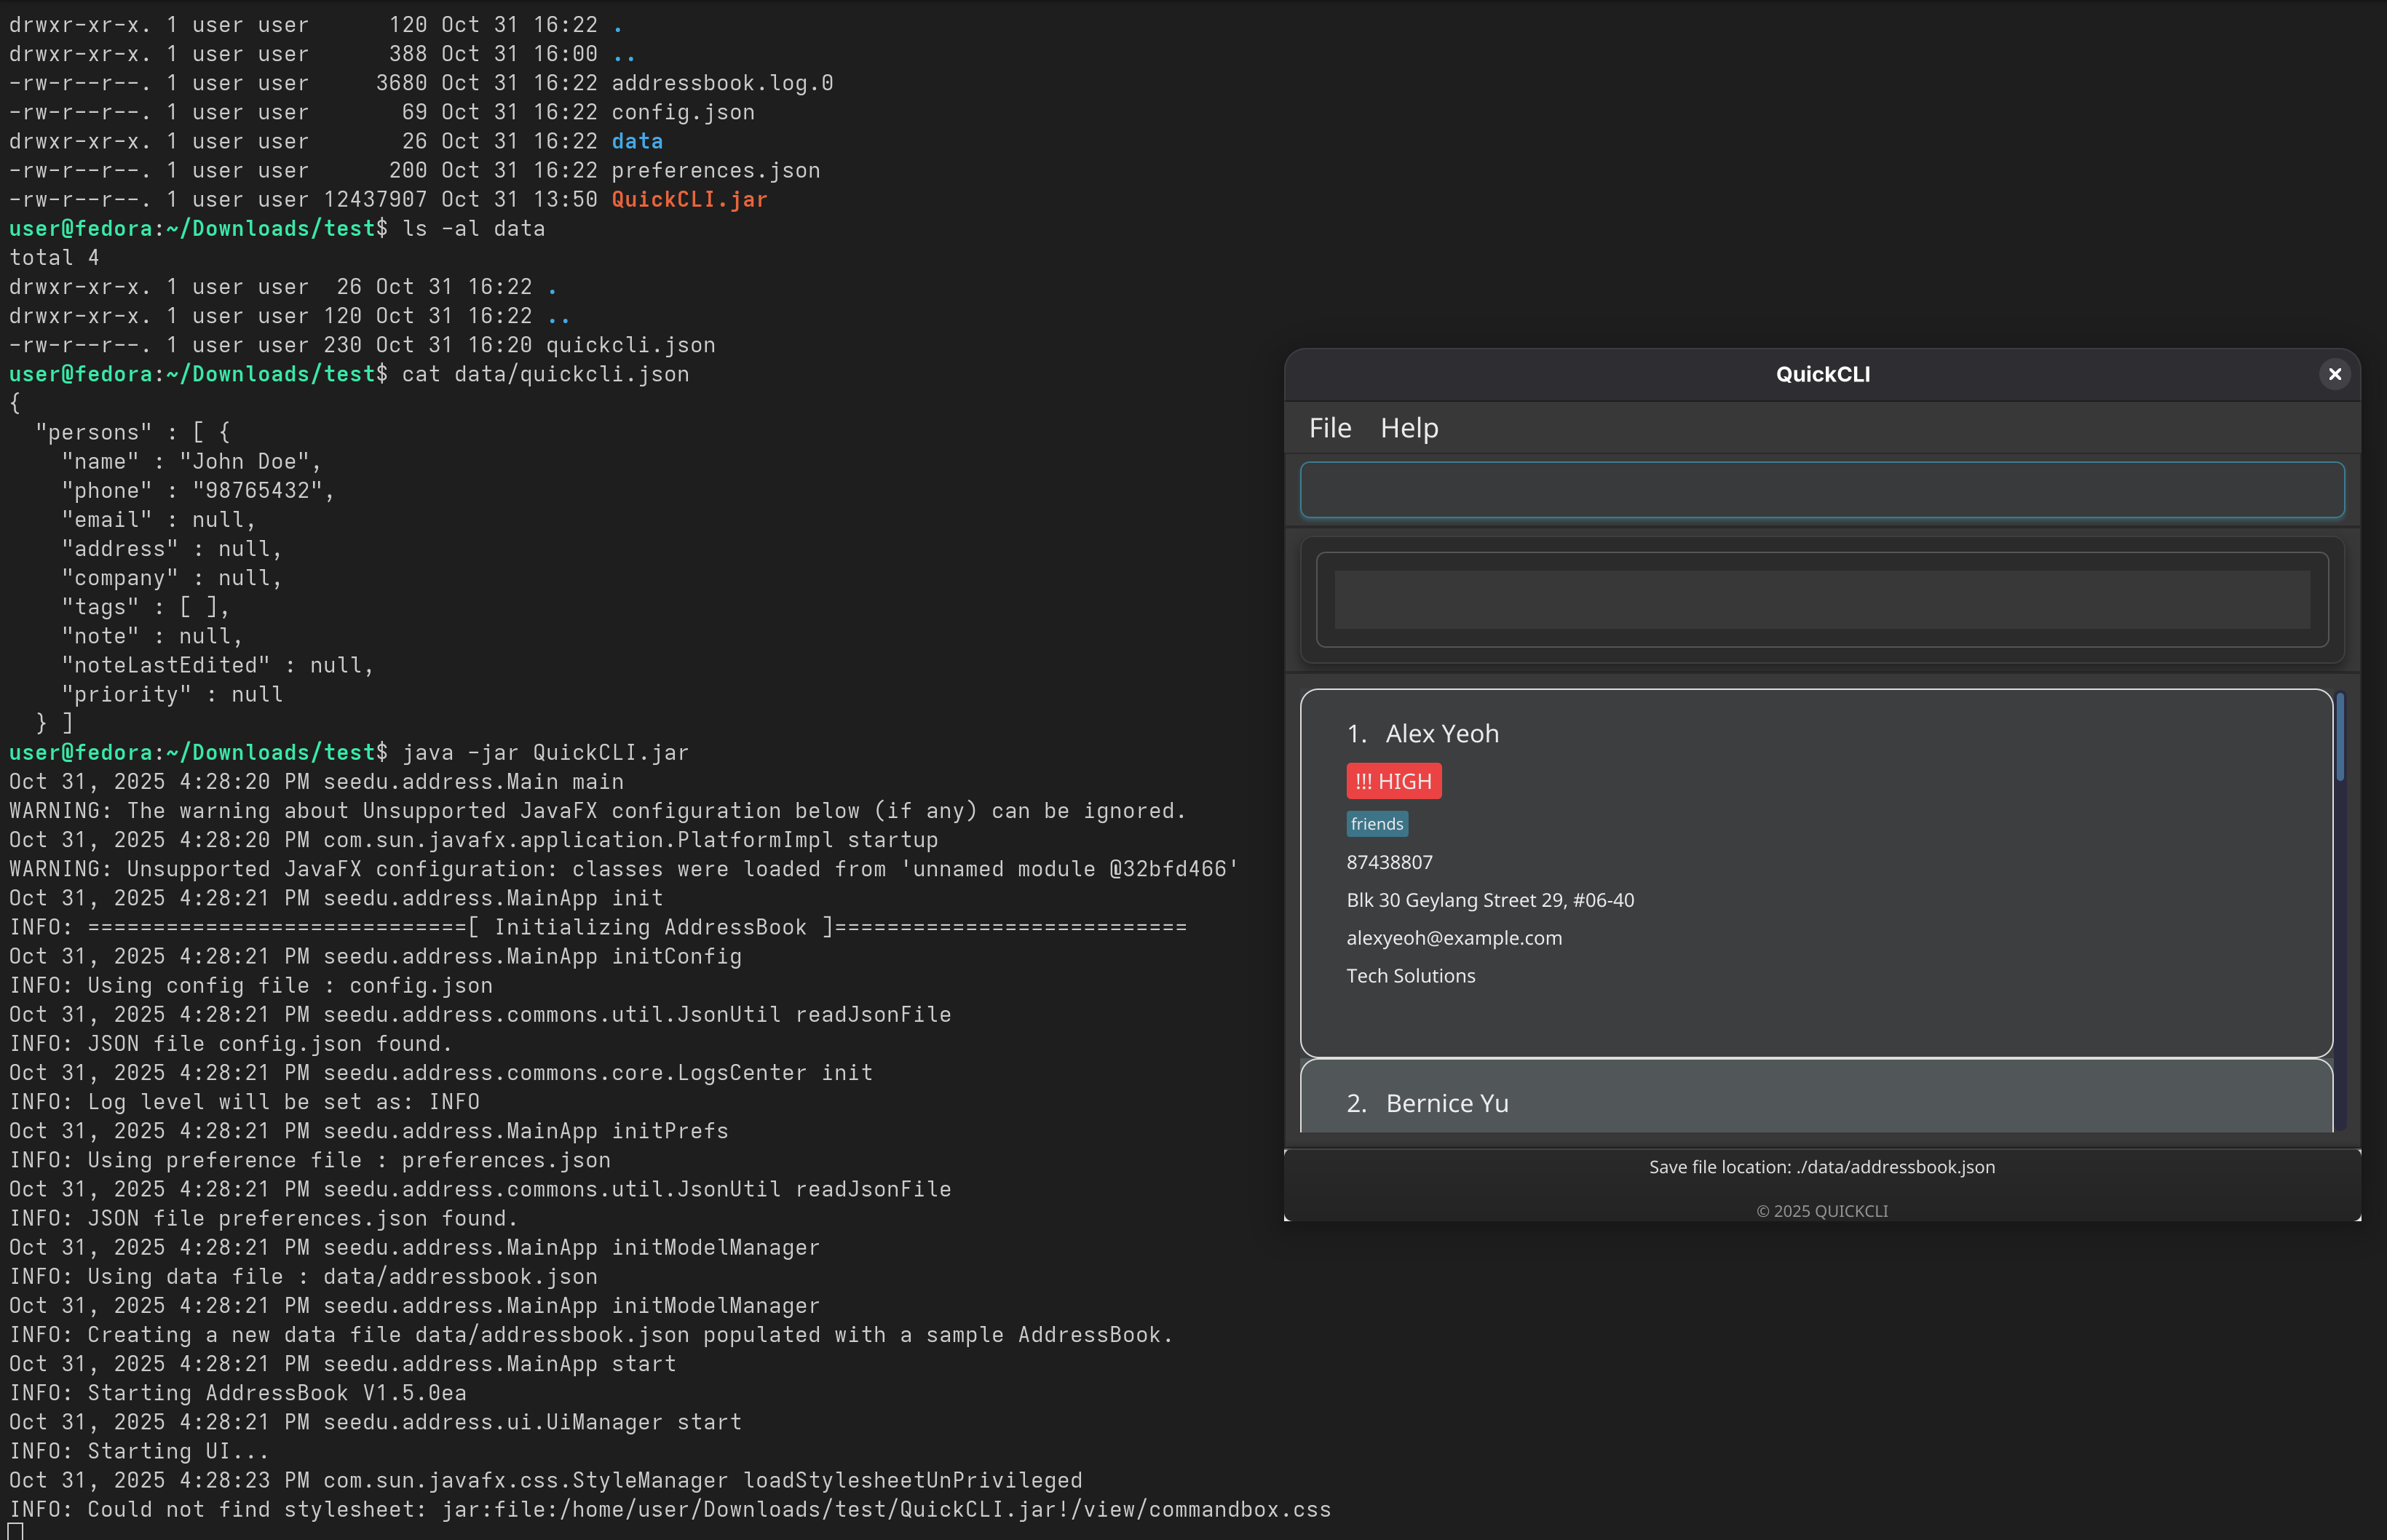 drwxr-xr-x. 1 user user      120 Oct 31 16:22 .
drwxr-xr-x. 1 user user      388 Oct 31 16:00 ..
-rw-r--r--. 1 user user     3680 Oct 31 16:22 addressbook.log.0
-rw-r--r--. 1 user user       69 Oct 31 16:22 config.json
drwxr-xr-x. 1 user user       26 Oct 31 16:22 data
-rw-r--r--. 1 user user      200 Oct 31 16:22 preferences.json
-rw-r--r--. 1 user user 12437907 Oct 31 13:50 QuickCLI.jar
user@fedora:~/Downloads/test$ ls -al data
total 4
drwxr-xr-x. 1 user user  26 Oct 31 16:22 .
drwxr-xr-x. 1 user user 120 Oct 31 16:22 ..
-rw-r--r--. 1 user user 230 Oct 31 16:20 quickcli.json
user@fedora:~/Downloads/test$ cat data/quickcli.json
{
  "persons" : [ {
    "name" : "John Doe",
    "phone" : "98765432",
    "email" : null,
    "address" : null,
    "company" : null,
    "tags" : [ ],
    "note" : null,
    "noteLastEdited" : null,
    "priority" : null
  } ]
user@fedora:~/Downloads/test$ java -jar QuickCLI.jar
Oct 31, 2025 4:28:20 PM seedu.address.Main main
WARNING: The warning about Unsupported JavaFX configuration below (if any) can be ignored.
Oct 31, 2025 4:28:20 PM com.sun.javafx.application.PlatformImpl startup
WARNING: Unsupported JavaFX configuration: classes were loaded from 'unnamed module @32bfd466'
Oct 31, 2025 4:28:21 PM seedu.address.MainApp init
INFO: =============================[ Initializing AddressBook ]===========================
Oct 31, 2025 4:28:21 PM seedu.address.MainApp initConfig
INFO: Using config file : config.json
Oct 31, 2025 4:28:21 PM seedu.address.commons.util.JsonUtil readJsonFile
INFO: JSON file config.json found.
Oct 31, 2025 4:28:21 PM seedu.address.commons.core.LogsCenter init
INFO: Log level will be set as: INFO
Oct 31, 2025 4:28:21 PM seedu.address.MainApp initPrefs
INFO: Using preference file : preferences.json
Oct 31, 2025 4:28:21 PM seedu.address.commons.util.JsonUtil readJsonFile
INFO: JSON file preferences.json found.
Oct 31, 2025 4:28:21 PM seedu.address.MainApp initModelManager
INFO: Using data file : data/addressbook.json
Oct 31, 2025 4:28:21 PM seedu.address.MainApp initModelManager
INFO: Creating a new data file data/addressbook.json populated with a sample AddressBook.
Oct 31, 2025 4:28:21 PM seedu.address.MainApp start
INFO: Starting AddressBook V1.5.0ea
Oct 31, 2025 4:28:21 PM seedu.address.ui.UiManager start
INFO: Starting UI...
Oct 31, 2025 4:28:23 PM com.sun.javafx.css.StyleManager loadStylesheetUnPrivileged
INFO: Could not find stylesheet: jar:file:/home/user/Downloads/test/QuickCLI.jar!/view/commandbox.css
QuickCLI
File Help
1. Alex Yeoh
!!! HIGH
friends
87438807
Blk 30 Geylang Street 29, #06-40
alexyeoh@example.com
Tech Solutions
2. Bernice Yu
Save file location: ./data/addressbook.json
© 2025 QUICKCLI